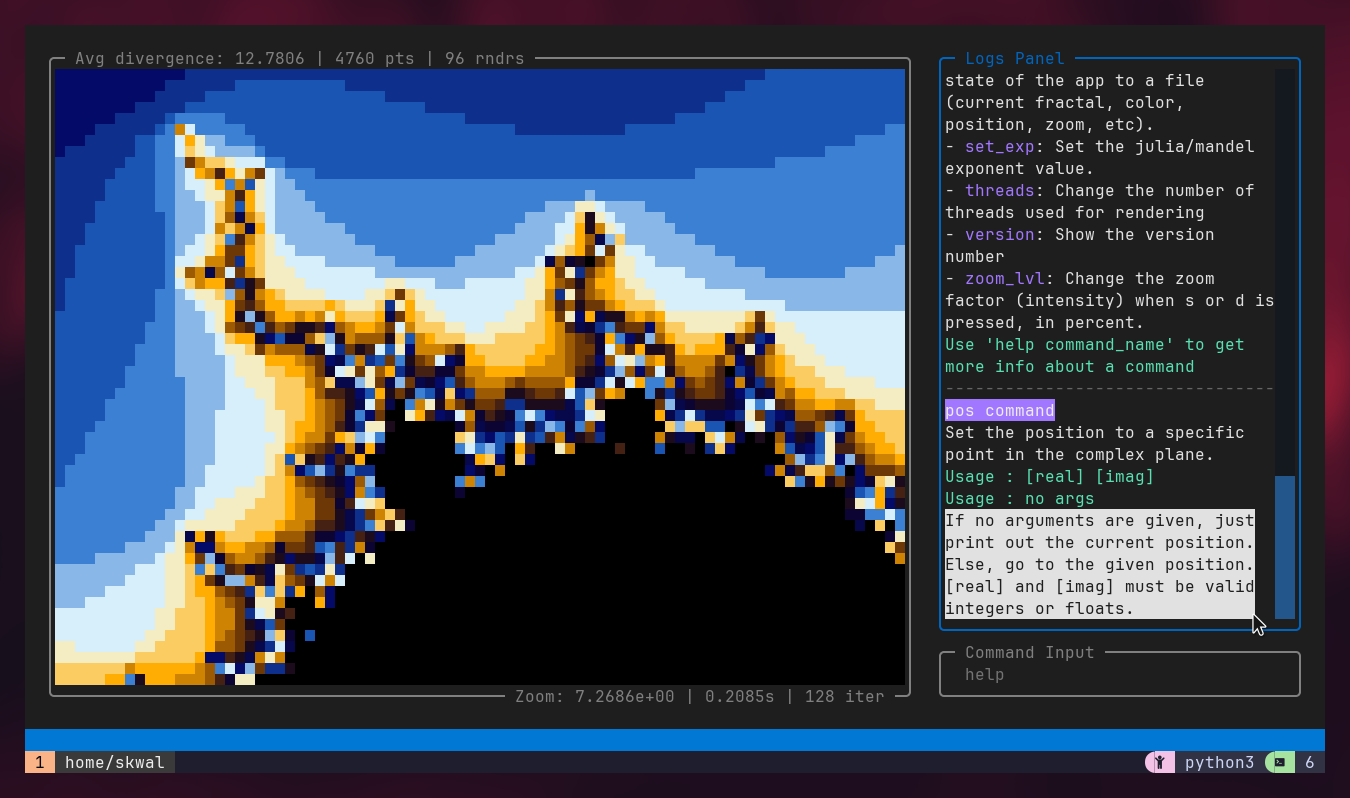 Avg divergence: 12.7806 | 4760 pts | 96 rndrs
Zoom: 7.2686e+00 | 0.2085s | 128 iter
Logs Panel
state of the app to a file
(current fractal, color,
position, zoom, etc).
- set_exp: Set the julia/mandel
exponent value.
- threads: Change the number of
threads used for rendering
- version: Show the version
number
- zoom_lvl: Change the zoom
factor (intensity) when s or d is
pressed, in percent.
Use 'help command_name' to get
more info about a command
---------------------------------
pos command
Set the position to a specific
point in the complex plane.
Usage : [real] [imag]
Usage : no args
If no arguments are given, just
print out the current position.
Else, go to the given position.
[real] and [imag] must be valid
integers or floats.
Command Input
help
1 home/skwal
python3 6